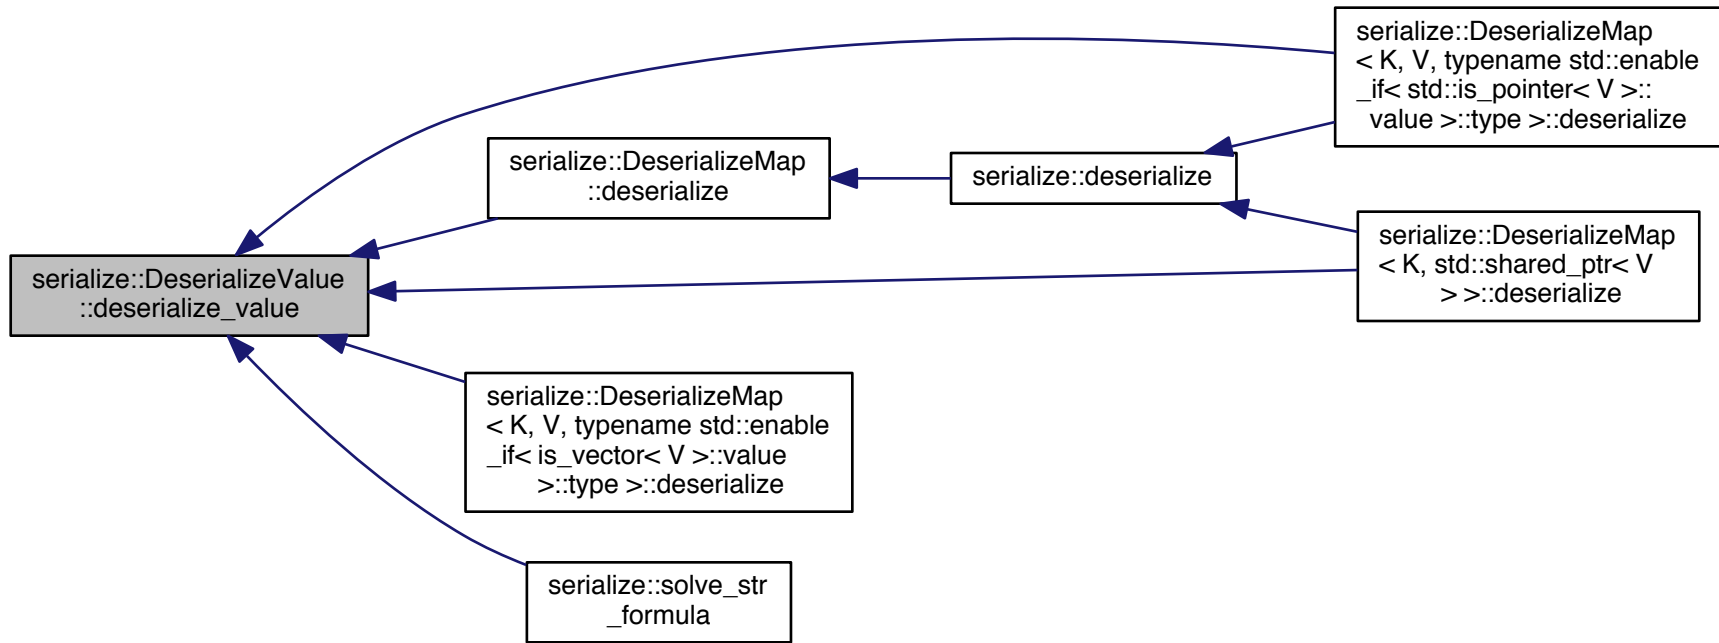 serialize::DeserializeValue
::deserialize_value
serialize::DeserializeMap
::deserialize
serialize::deserialize
serialize::DeserializeMap
< K, V, typename std::enable
_if< std::is_pointer< V >::
value >::type >::deserialize
serialize::DeserializeMap
< K, std::shared_ptr< V
> >::deserialize
serialize::DeserializeMap
< K, V, typename std::enable
_if< is_vector< V >::value
>::type >::deserialize
serialize::solve_str
_formula